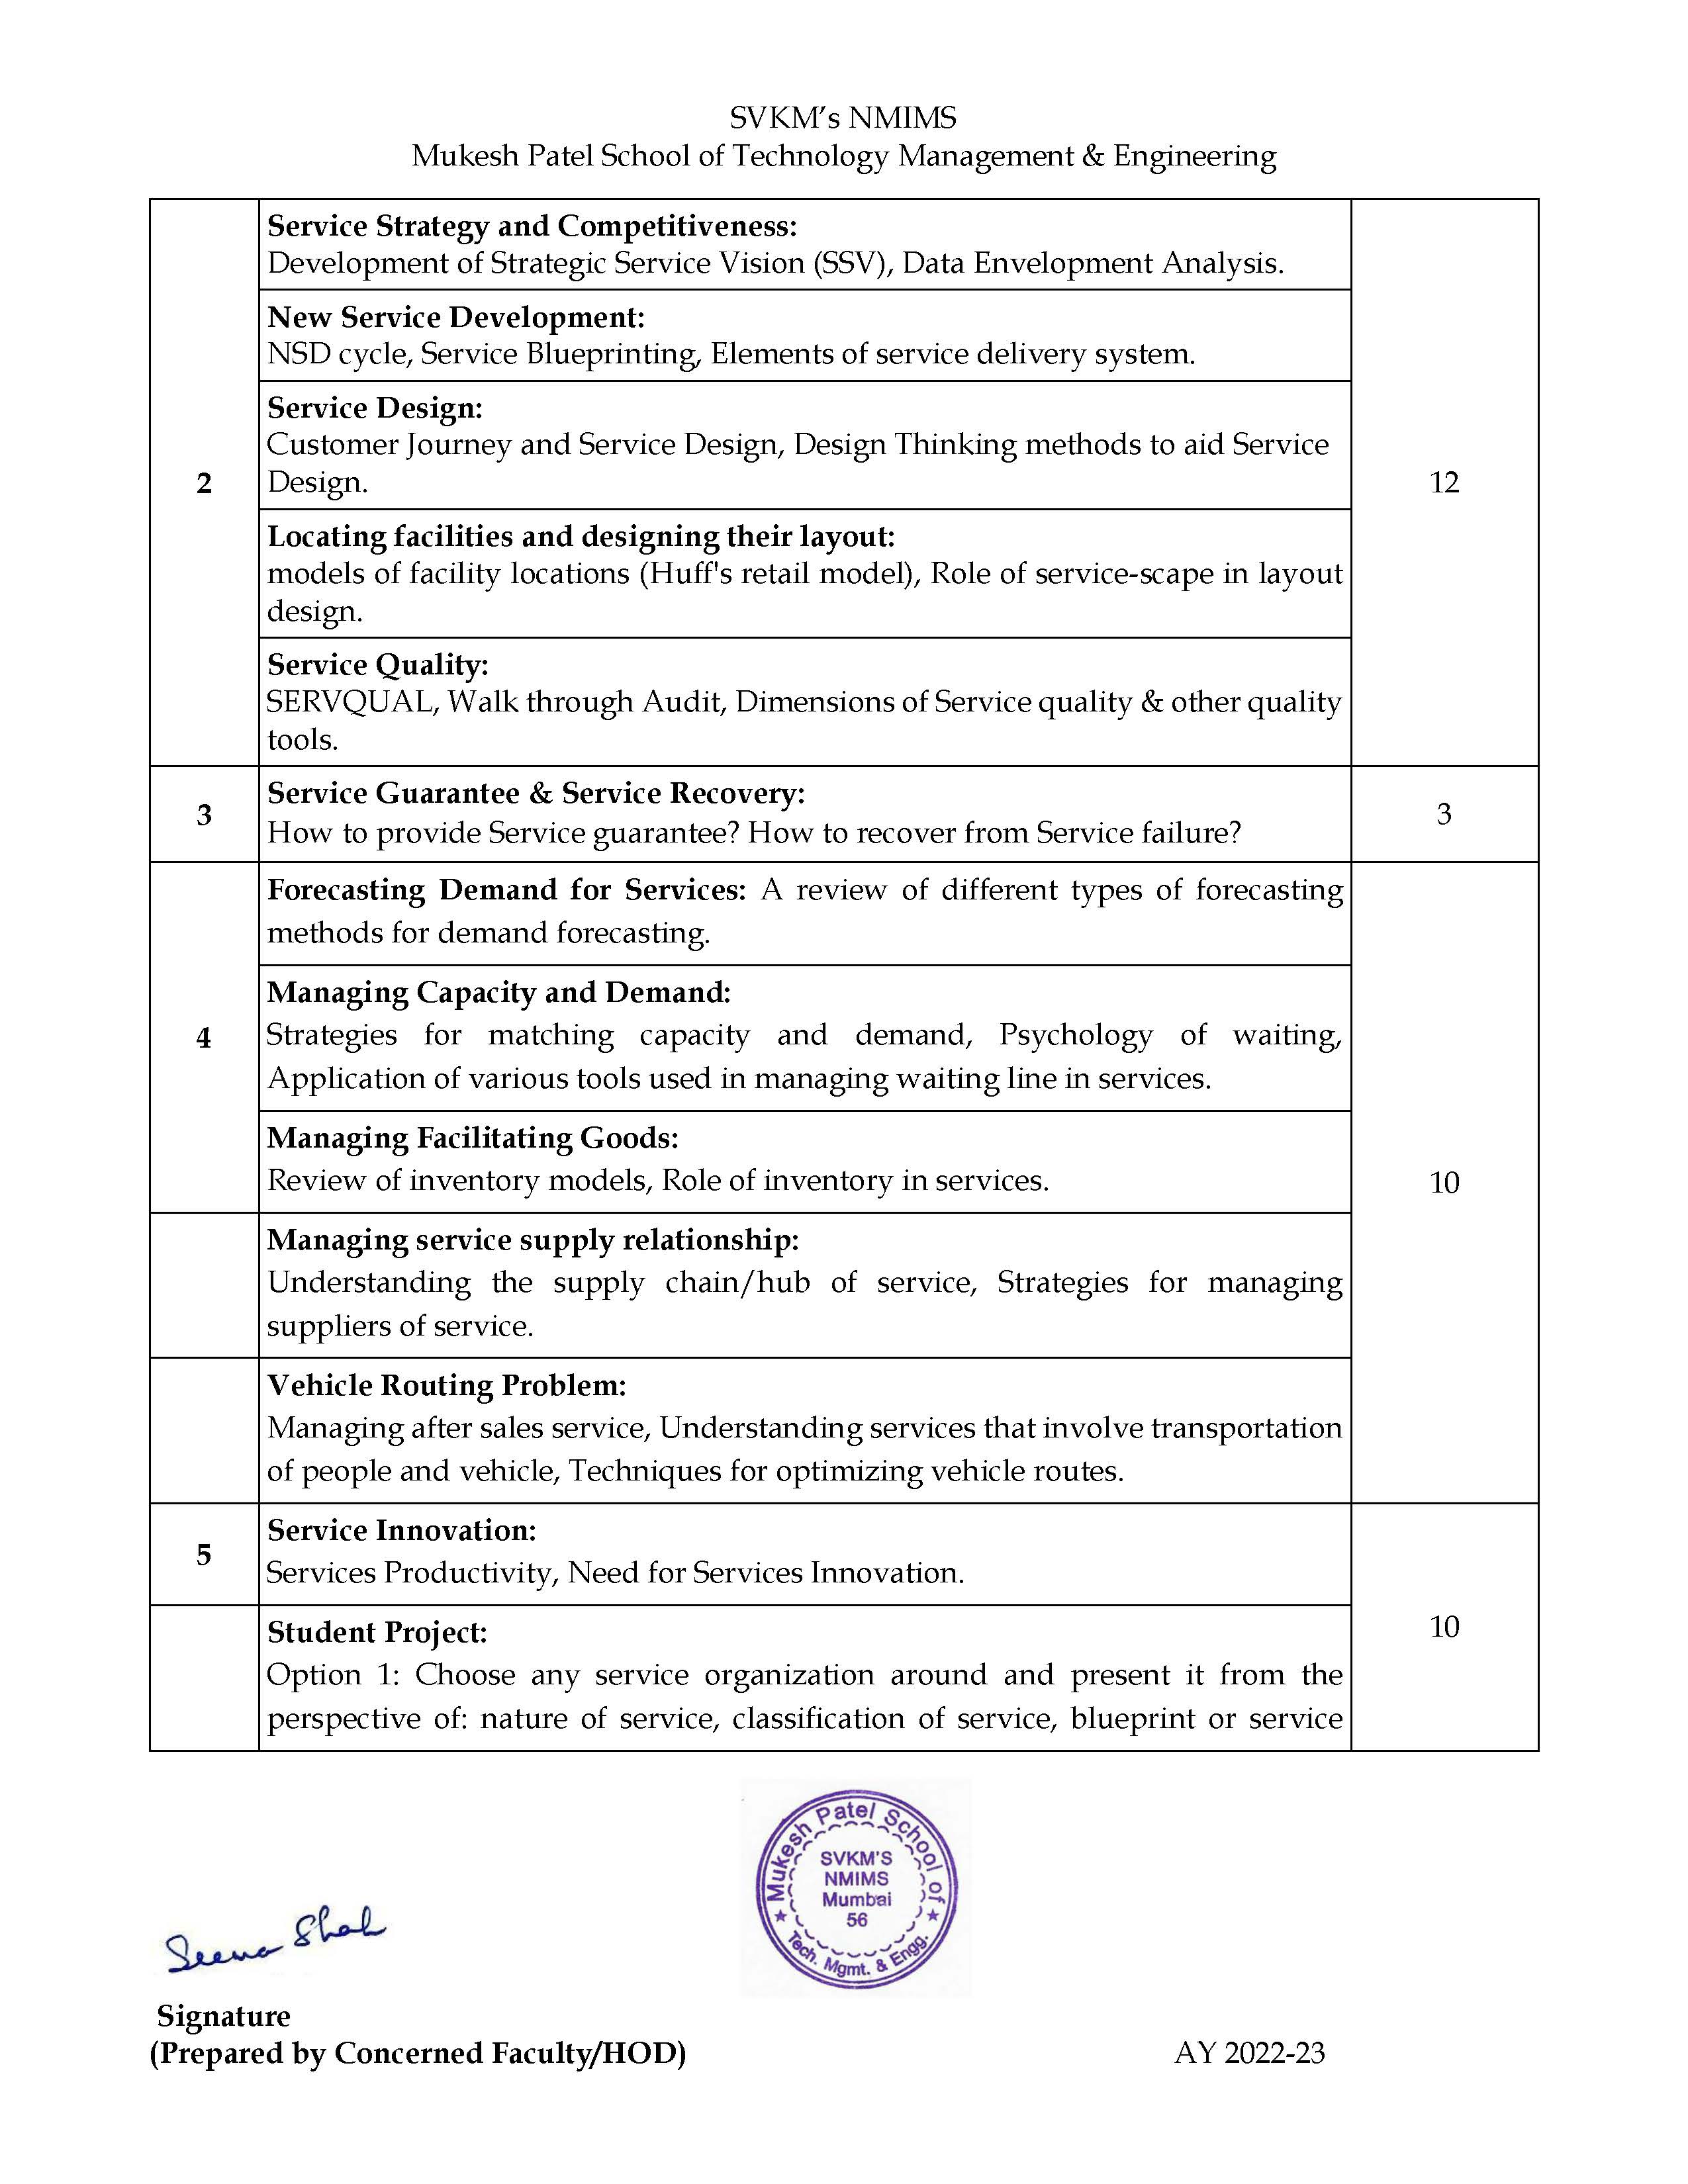 SVKM’s NMIMS
Mukesh Patel School of Technology Management & Engineering
Service Strategy and Competitiveness:
Development of Strategic Service Vision (SSV), Data Envelopment Analysis.
New Service Development:
NSD cycle, Service Blueprinting, Elements of service delivery system.
Service Design:
Customer Journey and Service Design, Design Thinking methods to aid Service
2
Design.
12
Locating facilities and designing their layout:
models of facility locations (Huff's retail model), Role of service-scape in layout
design.
Service Quality:
SERVQUAL, Walk through Audit, Dimensions of Service quality & other quality
tools.
3
Service Guarantee & Service Recovery:
How to provide Service guarantee? How to recover from Service failure?
3
Forecasting Demand for Services: A review of different types of forecasting
methods for demand forecasting.
Managing Capacity and Demand:
4
Strategies for matching capacity and demand, Psychology of waiting,
Application of various tools used in managing waiting line in services.
Managing Facilitating Goods:
Review of inventory models, Role of inventory in services.
10
Managing service supply relationship:
Understanding the supply chain/hub of service, Strategies for managing
suppliers of service.
Vehicle Routing Problem:
Managing after sales service, Understanding services that involve transportation
of people and vehicle, Techniques for optimizing vehicle routes.
5
Service Innovation:
Services Productivity, Need for Services Innovation.
10
Student Project:
Option 1: Choose any service organization around and present it from the
perspective of: nature of service, classification of service, blueprint or service
Mukesh Patel School of
SVKM'S
NMIMS
Mumbai
56
Tech. Mgmt. & Engg.
Seema Shah
Signature
(Prepared by Concerned Faculty/HOD)
AY 2022-23